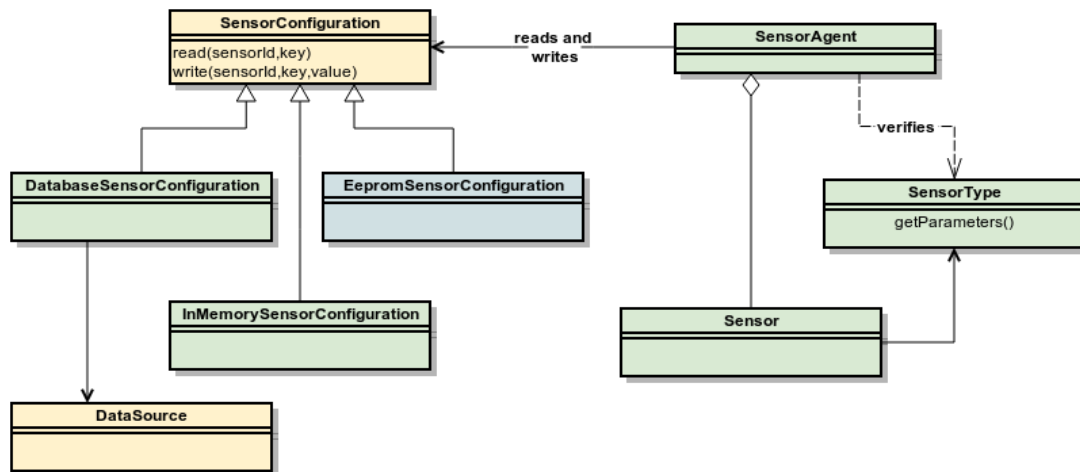 SensorConfiguration
read(sensorId,key)
write(sensorId,key,value)
reads and
writes
SensorAgent
verifies
DatabaseSensorConfiguration
EepromSensorConfiguration
SensorType
getParameters()
InMemorySensorConfiguration
Sensor
DataSource